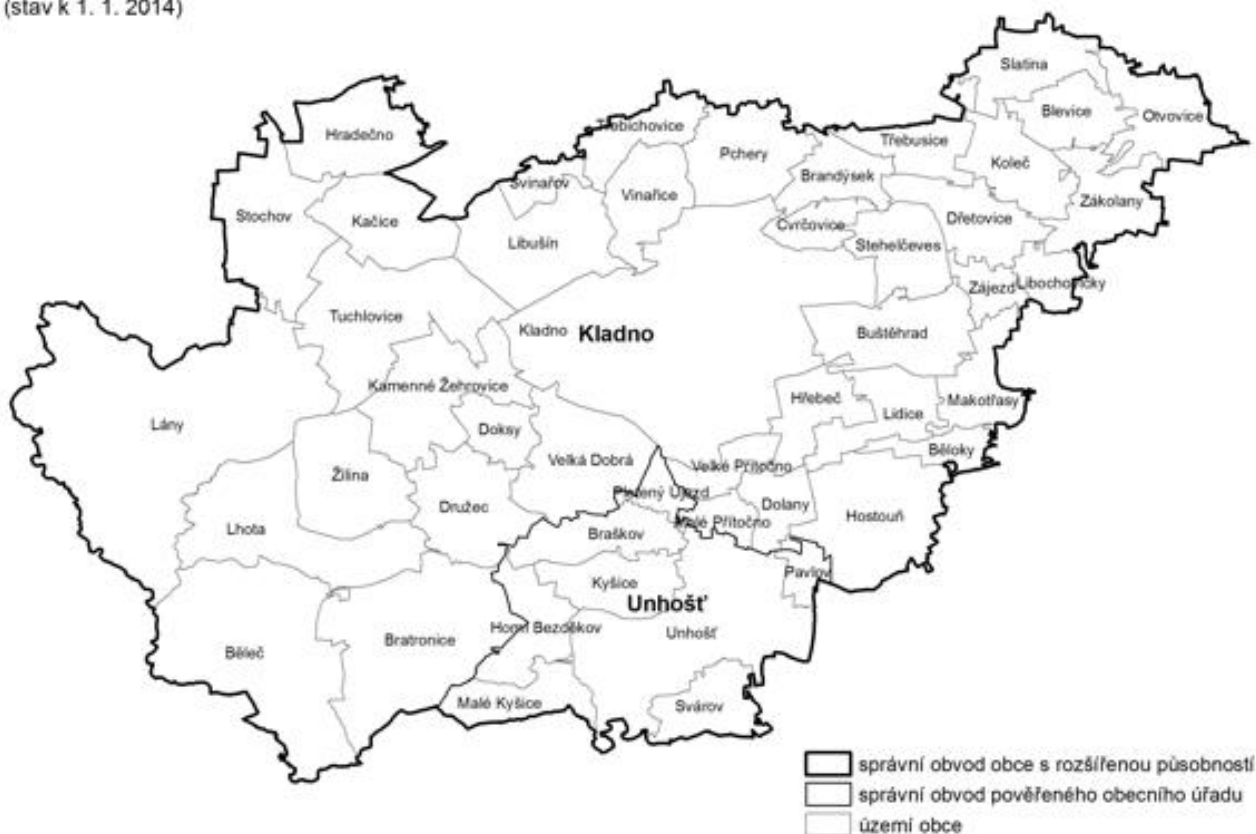 (stav k 1. 1. 2014)
Slatina
Blevice
Otvovice
Hradečno
Třebichovice
Pchery
Třebusice
Koleč
Brandýsek
Svinařov
Vinařice
Zákolany
Stochov
Kačice
Dřetovice
Cvrčovice
Libušín
Stehelčeves
Zájezd
Libochovičky
Tuchlovice
Kladno
Kladno
Buštěhrad
Kamenné Žehrovice
Hřebeč
Makotřasy
Lidice
Lány
Doksy
Běloky
Velká Dobrá
Velké Přítočno
Žilina
Pletený Újezd
Dolany
Družec
Hostouň
Malé Přítočno
Lhota
Braškov
Pavlov
Kyšice
Unhošť
Horní Bezděkov
Unhošť
Bratronice
Běleč
Malé Kyšice
Svárov
správní obvod obce s rozšířenou působností
správní obvod pověřeného obecního úřadu
území obce